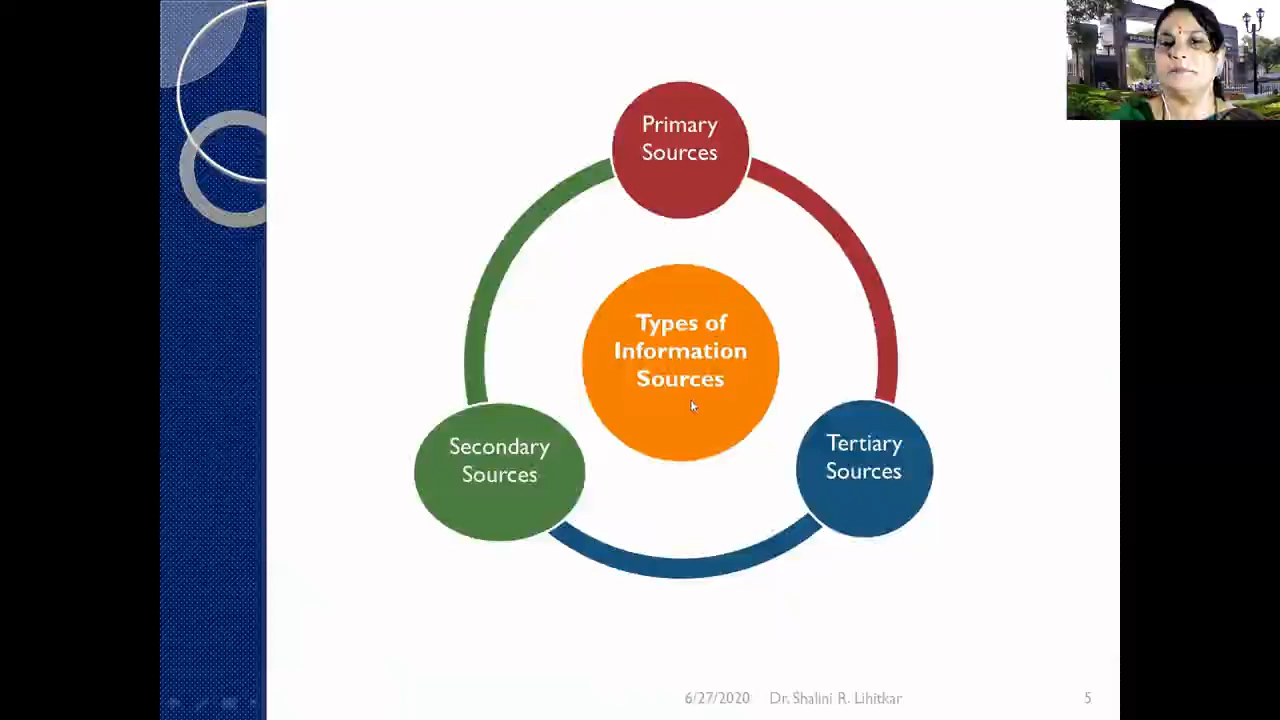 Primary
Sources
Types of
Information
Sources
Secondary
Sources
Tertiary
Sources
6/27/2020 Dr. Shalini R. Lihitkar 5